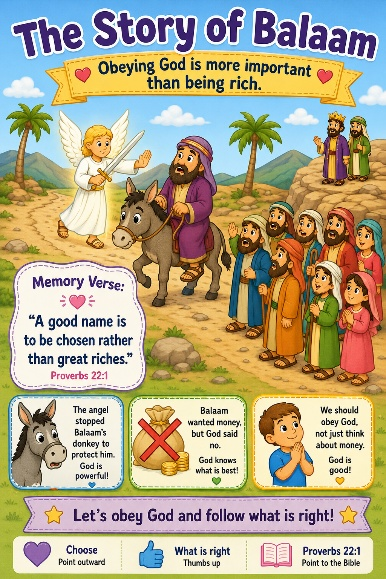 The Story of Balaam
Obeying God is more important
than being rich.
Memory Verse:
“A good name is
to be chosen rather
than great riches.”
Proverbs 22:1
The angel
stopped
Balaam's
donkey to
protect him.
God is
powerful!
Balaam
wanted money,
but God said
no.
God knows
what is best!
We should
obey God,
not just think
about money.
God is
good!
Let's obey God and follow what is right!
Choose
Point outward
What is right
Thumbs up
Proverbs 22:1
Point to the Bible